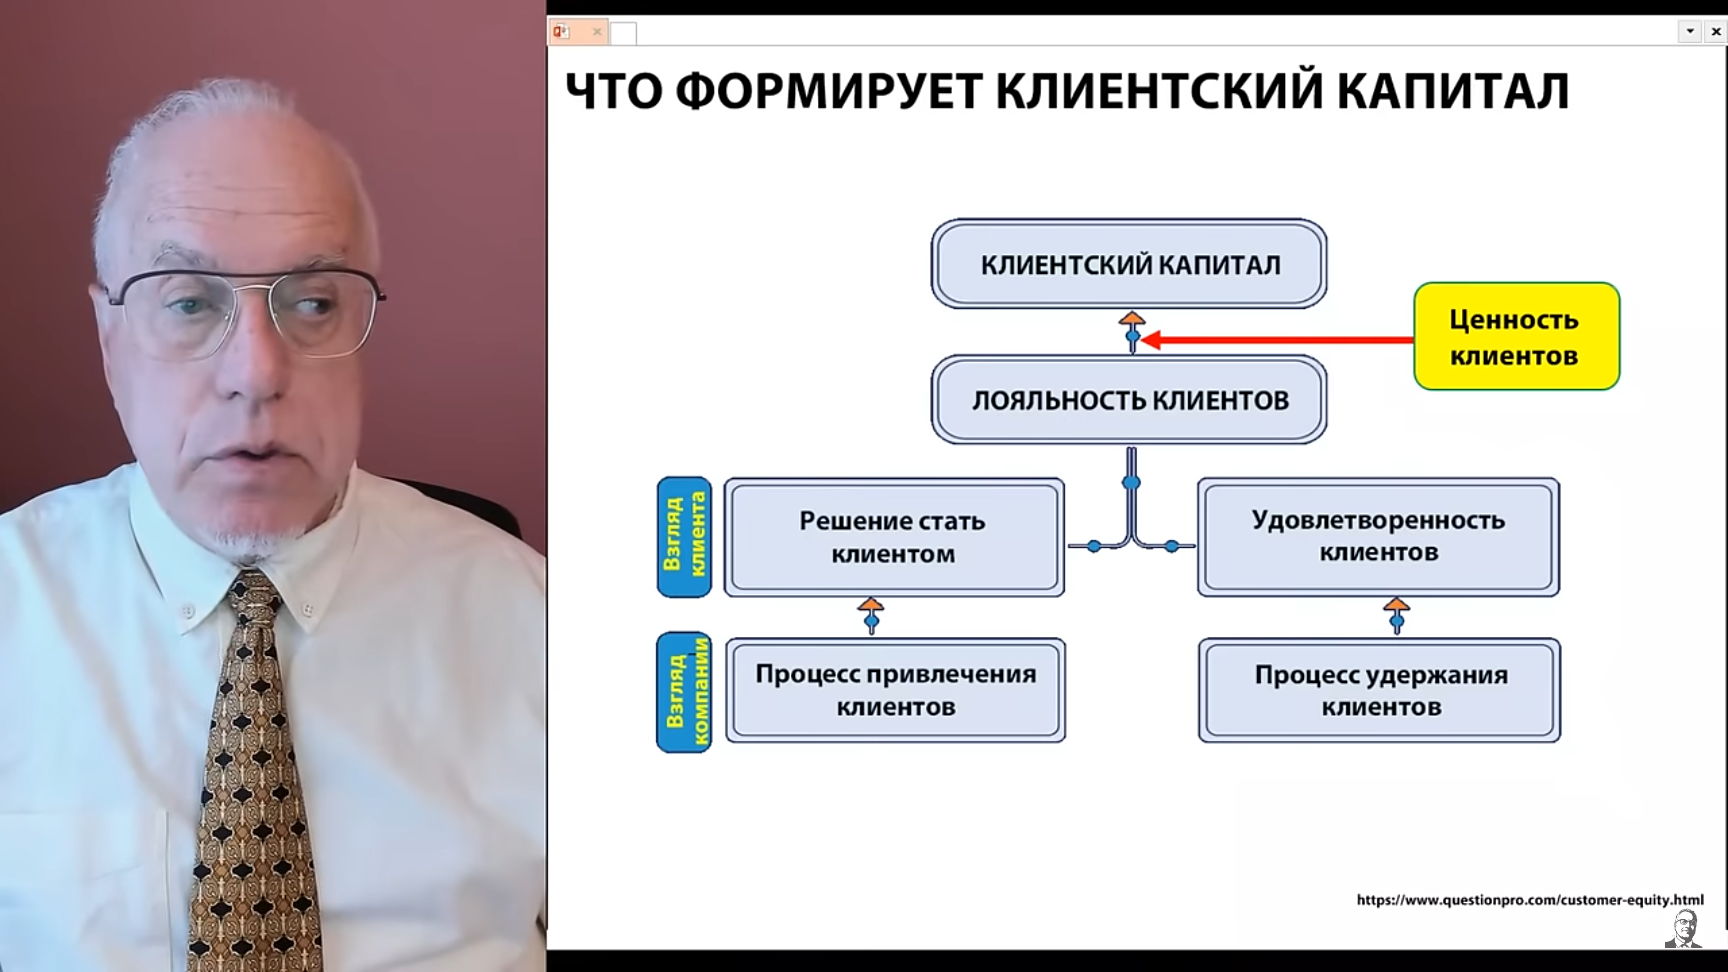 ЧТО ФОРМИРУЕТ КЛИЕНТСКИЙ КАПИТАЛ
КЛИЕНТСКИЙ КАПИТАЛ
Ценность
клиентов
ЛОЯЛЬНОСТЬ КЛИЕНТОВ
Взгляд
клиента
Решение стать
клиентом
Удовлетворенность
клиентов
Взгляд
компании
Процесс привлечения
клиентов
Процесс удержания
клиентов
https://www.questionpro.com/customer-equity.html